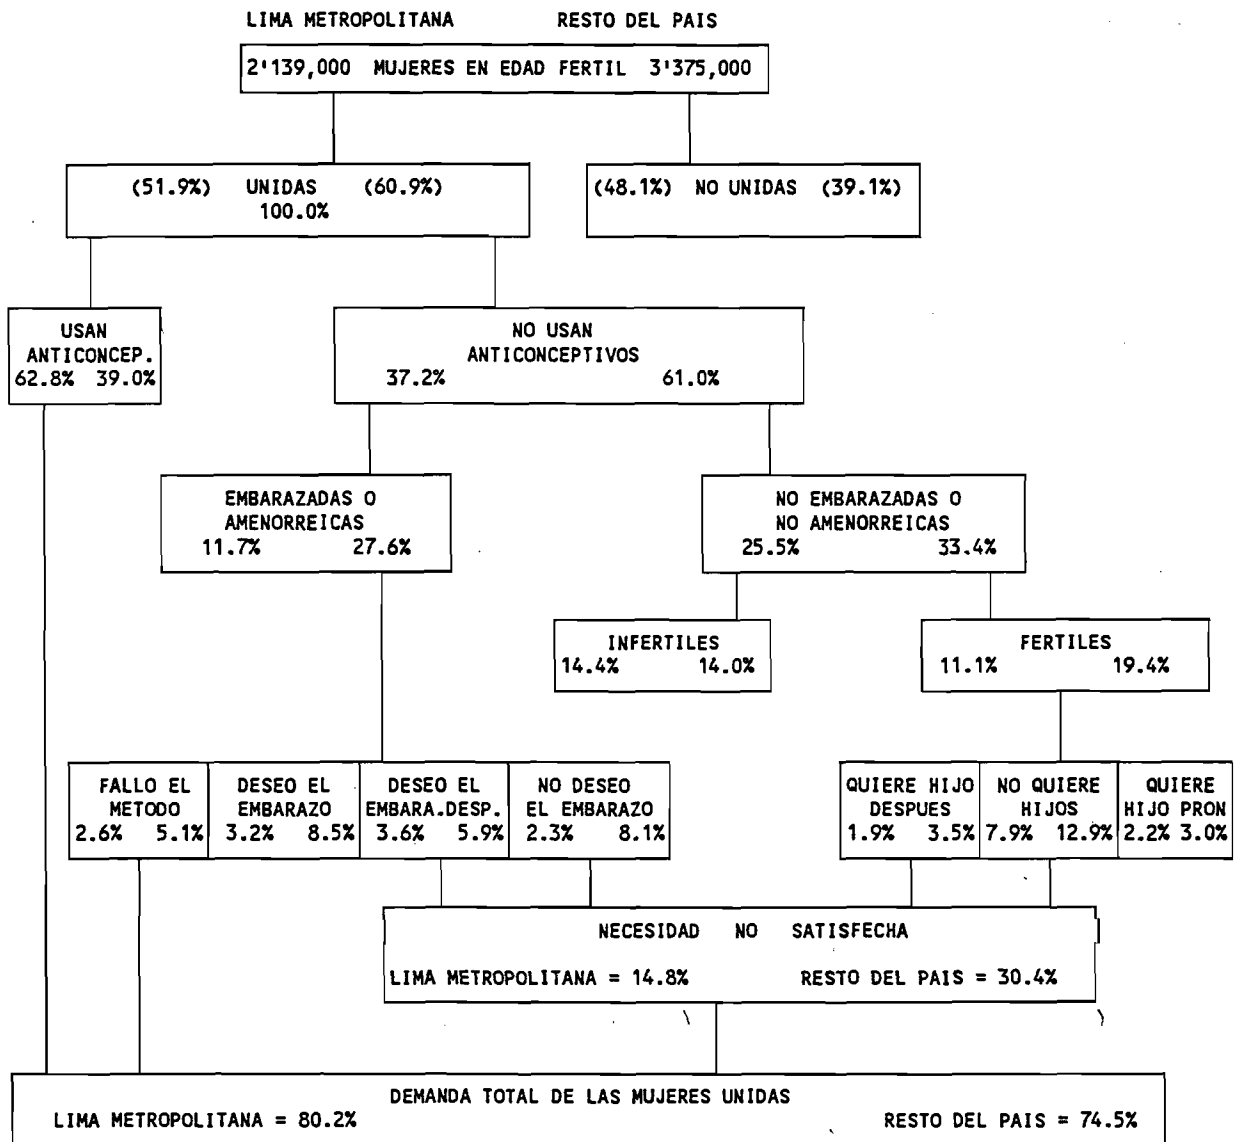 LIMA METROPOLITANA RESTO DEL PAIS
2'139,000 MUJERES EN EDAD FERTIL 3'375,000
(51.9%) UNIDAS (60.9%)
100.0%
(48.1%) NO UNIDAS (39.1%)
USAN
ANTICONCEP.
62.8% 39.0%
NO USAN
ANTICONCEPTIVOS
37.2% 61.0%
EMBARAZADAS O
AMENORREICAS
11.7% 27.6%
NO EMBARAZADAS O
NO AMENORREICAS
25.5% 33.4%
INFERTILES
14.4% 14.0%
FERTILES
11.1% 19.4%
FALLO EL
METODO
2.6% 5.1%
DESEO EL
EMBARAZO
3.2% 8.5%
DESEO EL
EMBARA.DESP.
3.6% 5.9%
NO DESEO
EL EMBARAZO
2.3% 8.1%
QUIERE HIJO
DESPUES
1.9% 3.5%
NO QUIERE
HIJOS
7.9% 12.9%
QUIERE
HIJO PRON
2.2% 3.0%
NECESIDAD NO SATISFECHA
LIMA METROPOLITANA = 14.8% RESTO DEL PAIS = 30.4%
DEMANDA TOTAL DE LAS MUJERES UNIDAS
LIMA METROPOLITANA = 80.2% RESTO DEL PAIS = 74.5%